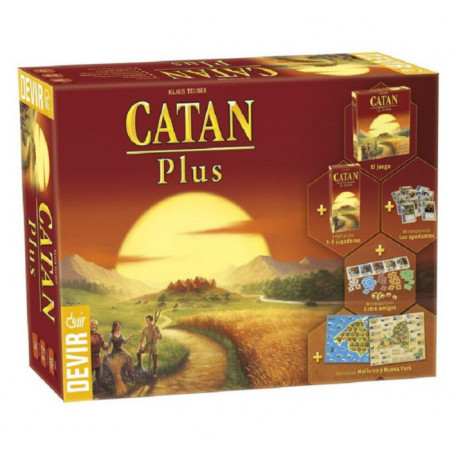 KLAUS TEUBER
CATAN
Plus
DEVIR
CATAN
Plus
Devir
DEVIR
CATAN
El juego
+
CATAN
5-6 jugadores
Los ayudantes
+
Entre amigos
+
Mallorca y Nueva York